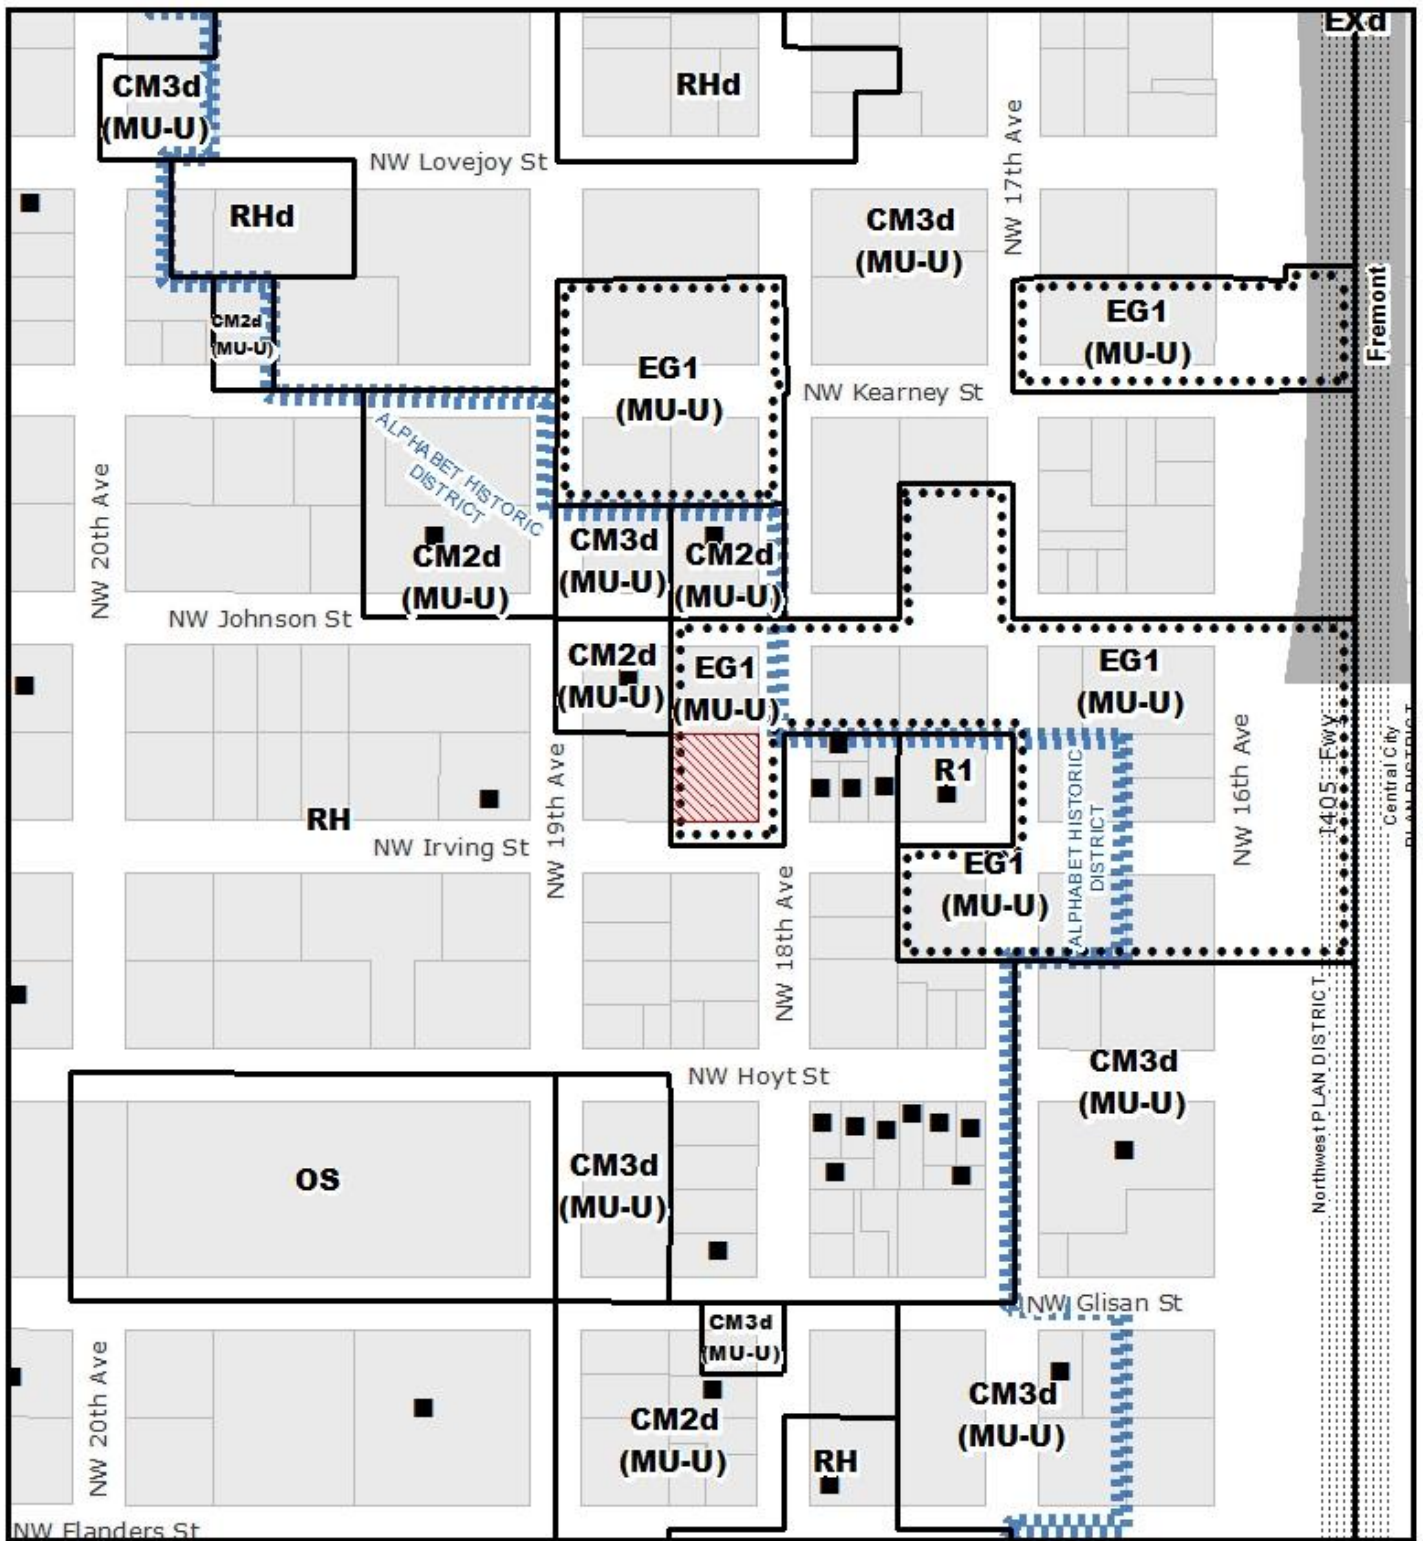 EXd
CM3d
(MU-U)
RHd
NW 17th Ave
NW Lovejoy St
RHd
CM3d
(MU-U)
CM2d
(MU-U)
EG1
(MU-U)
EG1
(MU-U)
Fremont
NW Kearney St
ALPHABET HISTORIC
DISTRICT
NW 20th Ave
CM2d
(MU-U)
CM3d
(MU-U)
CM2d
(MU-U)
NW Johnson St
CM2d
(MU-U)
EG1
(MU-U)
EG1
(MU-U)
R1
RH
NW 19th Ave
NW Irving St
ALPHABET HISTORIC
DISTRICT
NW 16th Ave
I405 Fwy
Central City
PLAN DISTRICT
EG1
(MU-U)
NW 18th Ave
NW Hoyt St
CM3d
(MU-U)
Northwest PLAN DISTRICT
OS
CM3d
(MU-U)
NW Glisan St
CM3d
(MU-U)
NW 20th Ave
CM2d
(MU-U)
CM3d
(MU-U)
RH
NW Flanders St